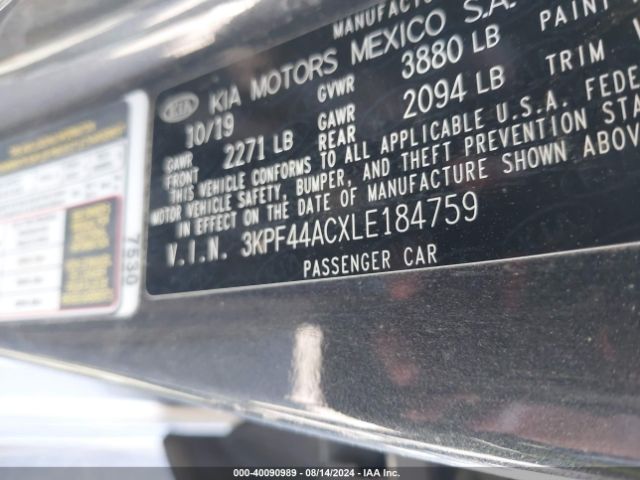 MANUFAC
KIA KIA MOTORS MEXICO S.A.
10/19 GVWR 3880 LB PAINT
GAWR FRONT 2271 LB GAWR REAR 2094 LB TRIM
THIS VEHICLE CONFORMS TO ALL APPLICABLE U.S.A. FEDE
MOTOR VEHICLE SAFETY, BUMPER, AND THEFT PREVENTION STA
IN EFFECT ON THE DATE OF MANUFACTURE SHOWN ABOV
V.I.N. 3KPF44ACXLE184759
PASSENGER CAR
7530
000-40090989 - 08/14/2024 - IAA Inc.